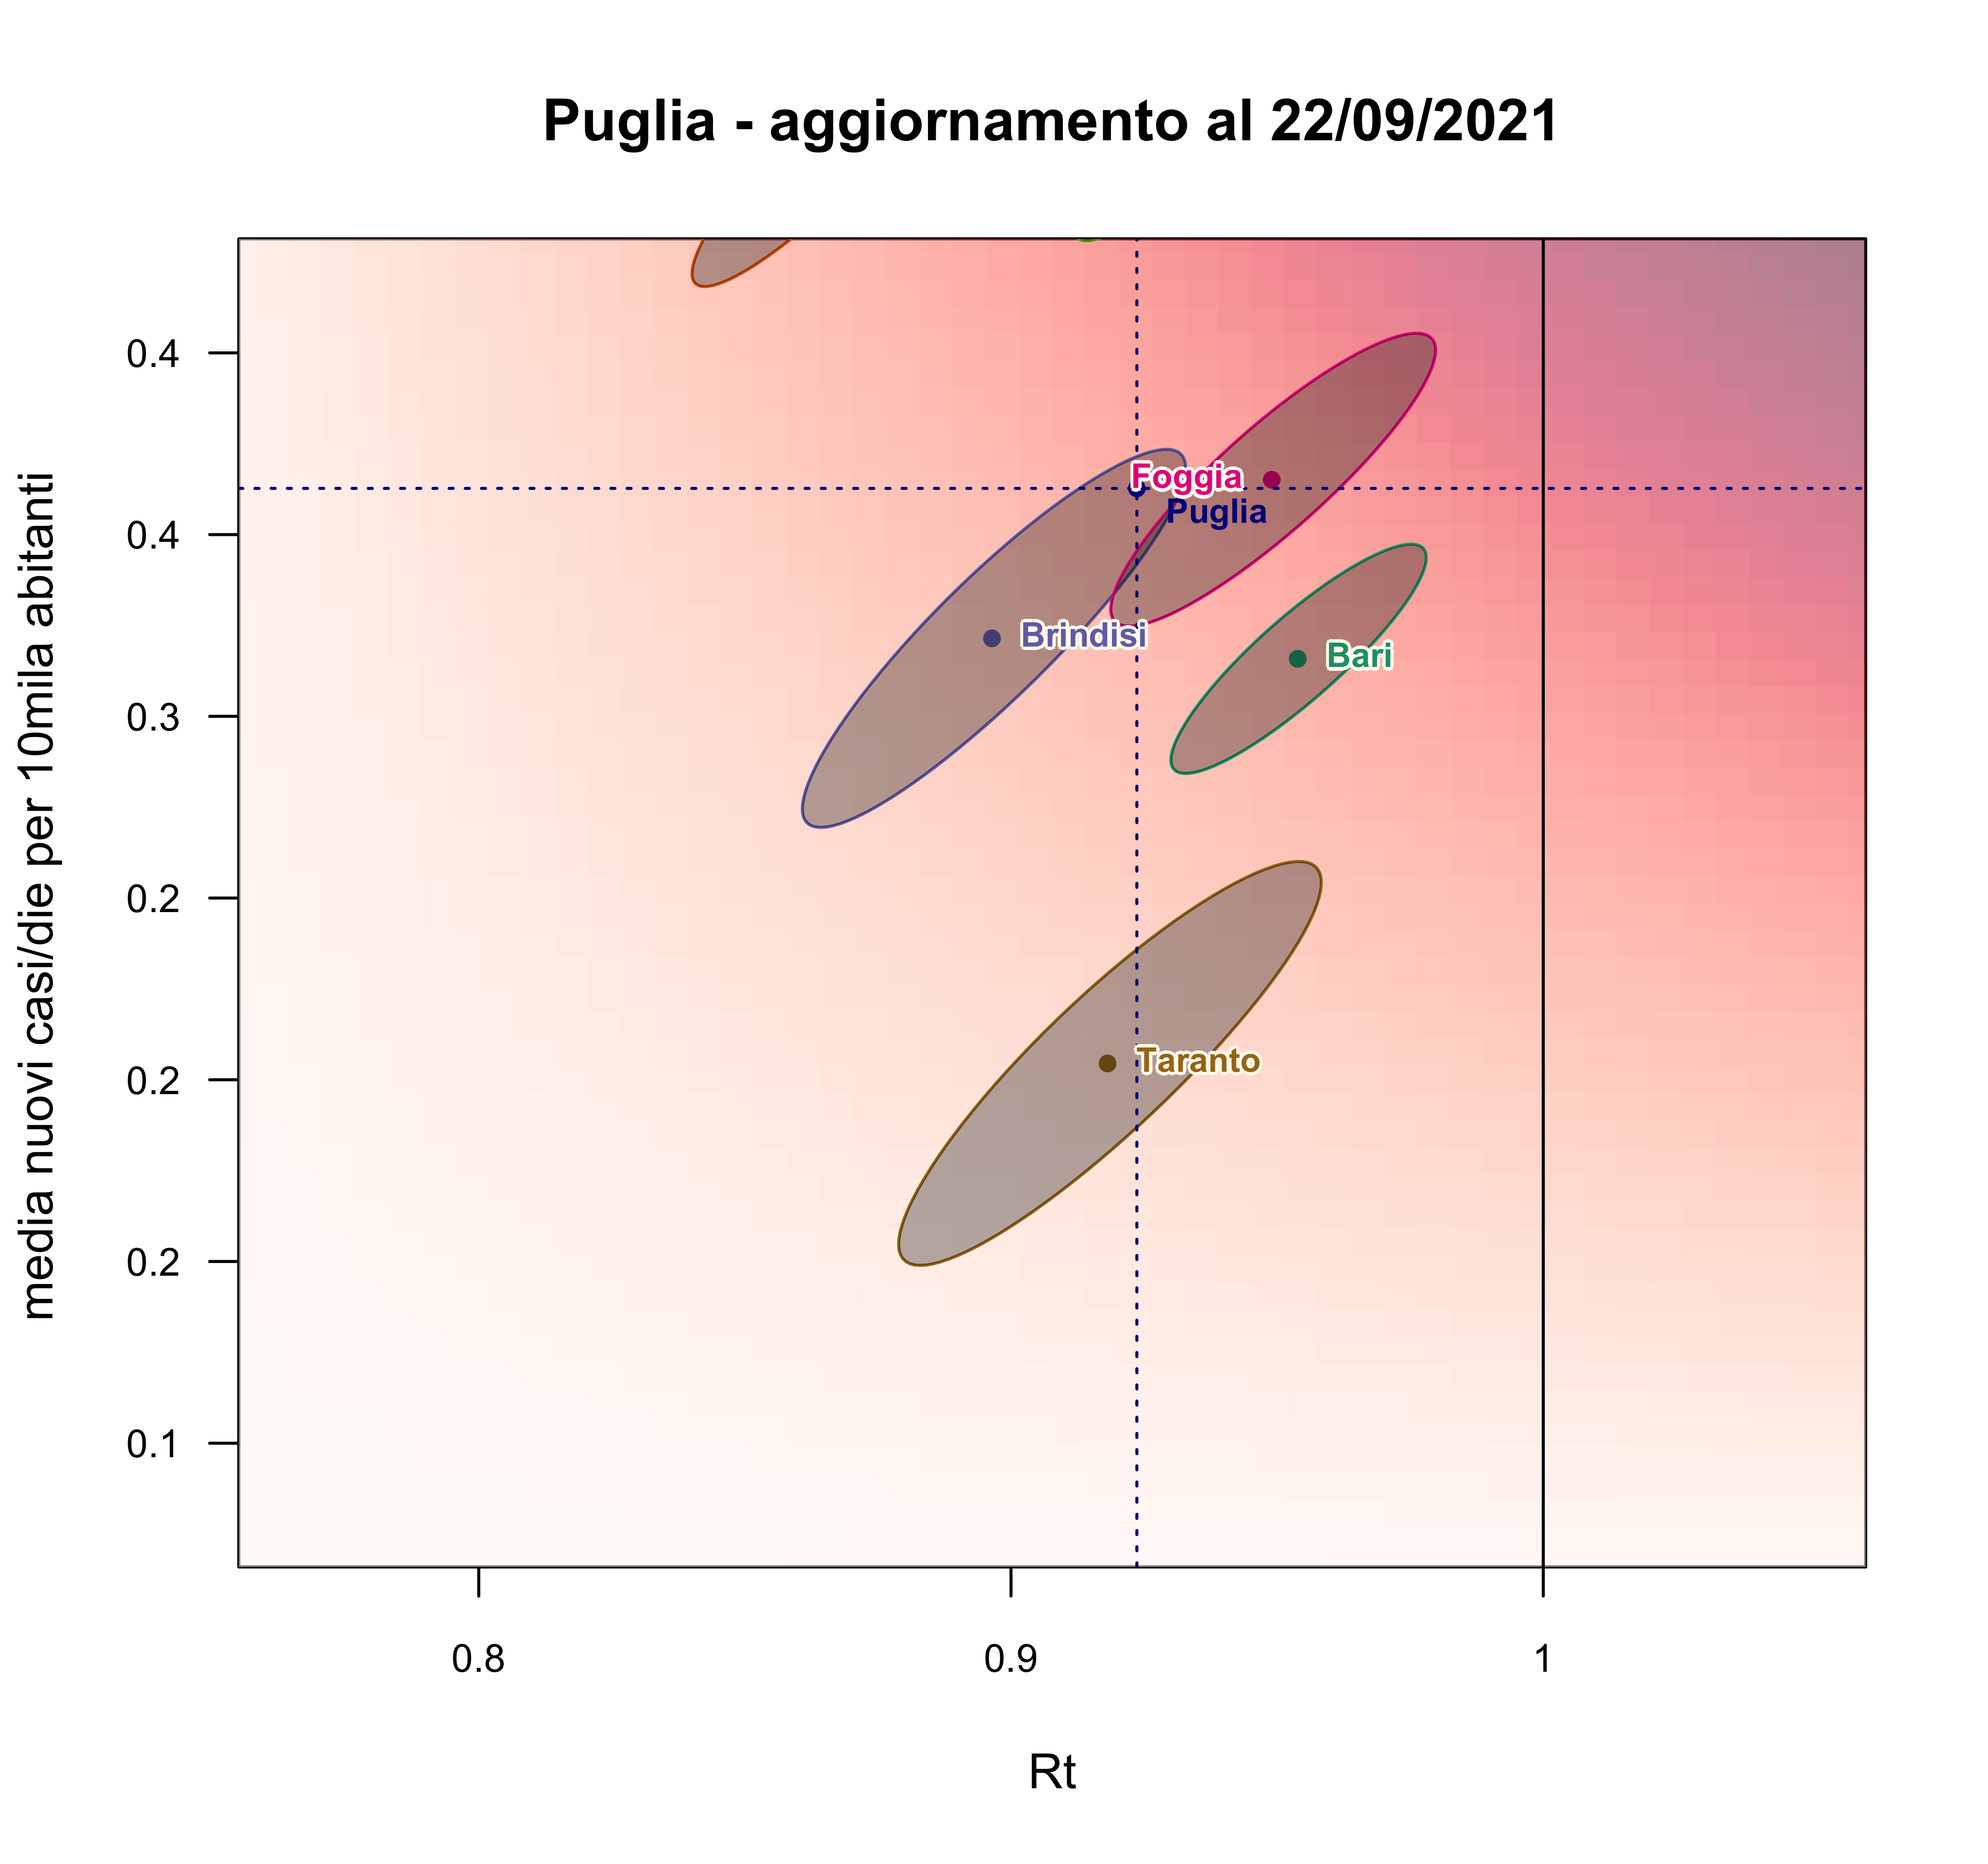 Puglia - aggiornamento al 22/09/2021
media nuovi casi/die per 10mila abitanti
0.4
0.4
0.3
0.2
0.2
0.2
0.1
Foggia
Puglia
Brindisi
Bari
Taranto
0.8
0.9
1
Rt